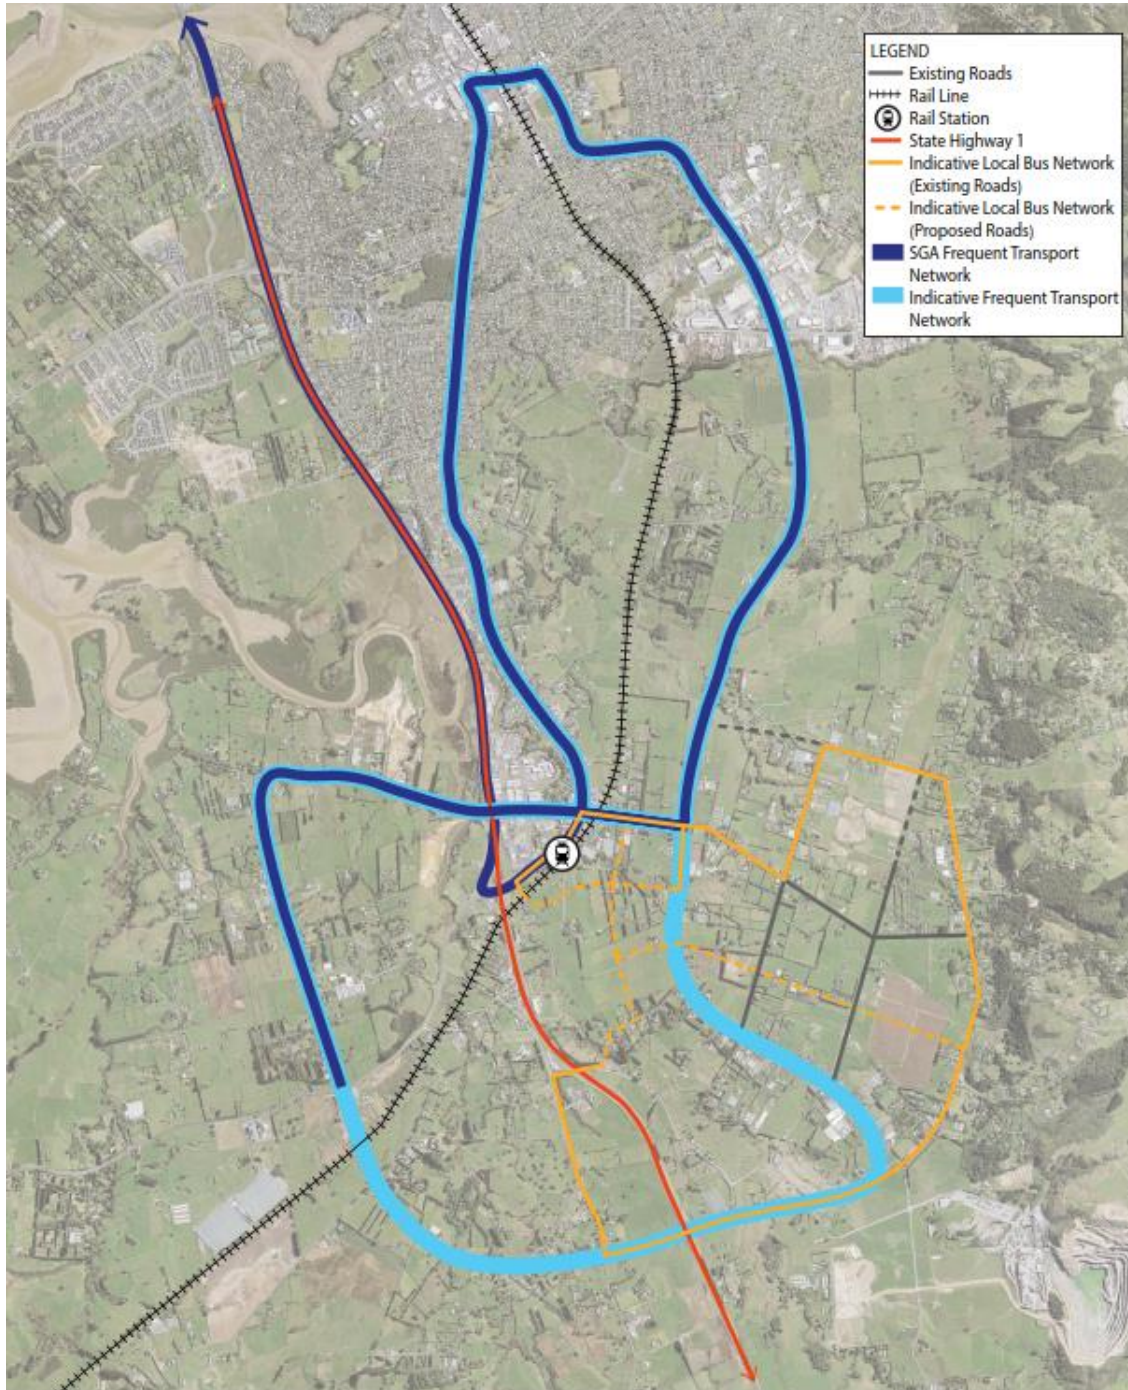 LEGEND
Existing Roads
Rail Line
Rail Station
State Highway 1
Indicative Local Bus Network
(Existing Roads)
Indicative Local Bus Network
(Proposed Roads)
SGA Frequent Transport
Network
Indicative Frequent Transport
Network